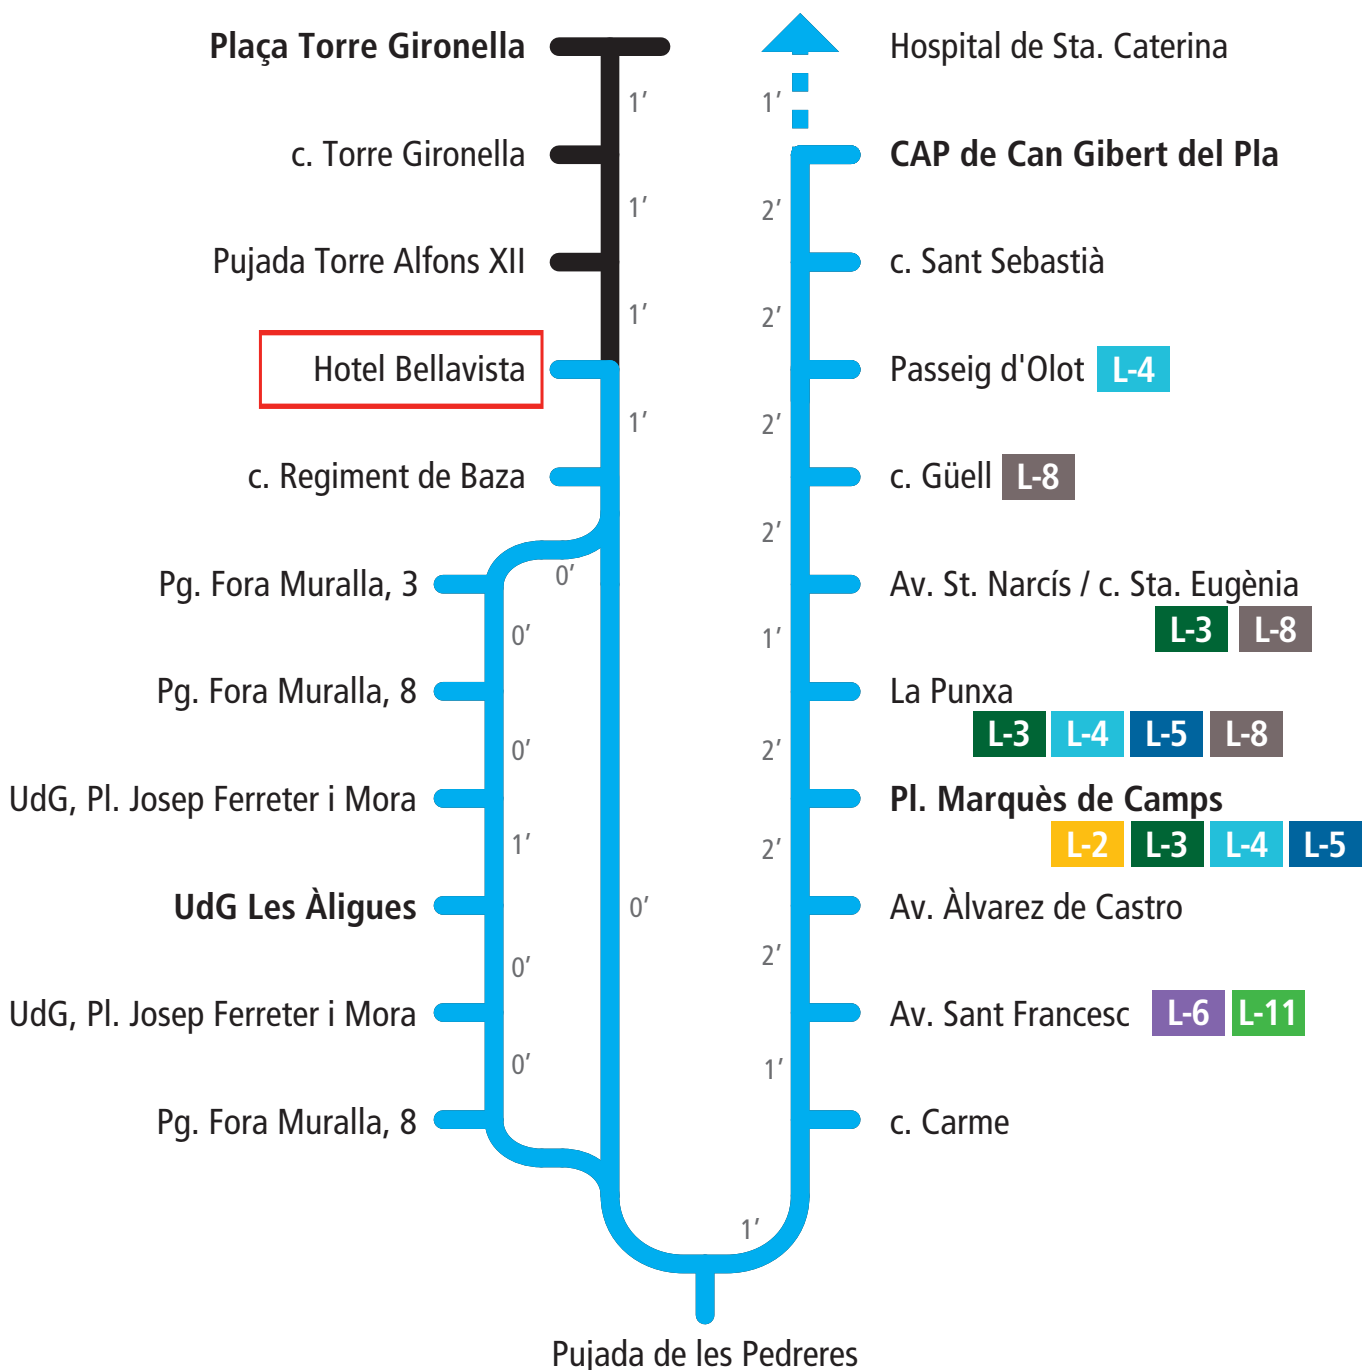 Plaça Torre Gironella
1’
c. Torre Gironella
1’
Pujada Torre Alfons XII
1’
Hotel Bellavista
1’
c. Regiment de Baza
0’
Pg. Fora Muralla, 3
0’
Pg. Fora Muralla, 8
0’
UdG, Pl. Josep Ferreter i Mora
1’
UdG Les Àligues
0’
0’
UdG, Pl. Josep Ferreter i Mora
0’
Pg. Fora Muralla, 8
Pujada de les Pedreres
1’
c. Carme
1’
Av. Sant Francesc L-6 L-11
2’
Av. Àlvarez de Castro
2’
Pl. Marquès de Camps
L-2 L-3 L-4 L-5
2’
La Punxa
L-3 L-4 L-5 L-8
1’
Av. St. Narcís / c. Sta. Eugènia
L-3 L-8
2’
c. Güell L-8
2’
Passeig d'Olot L-4
2’
c. Sant Sebastià
2’
CAP de Can Gibert del Pla
1’
Hospital de Sta. Caterina